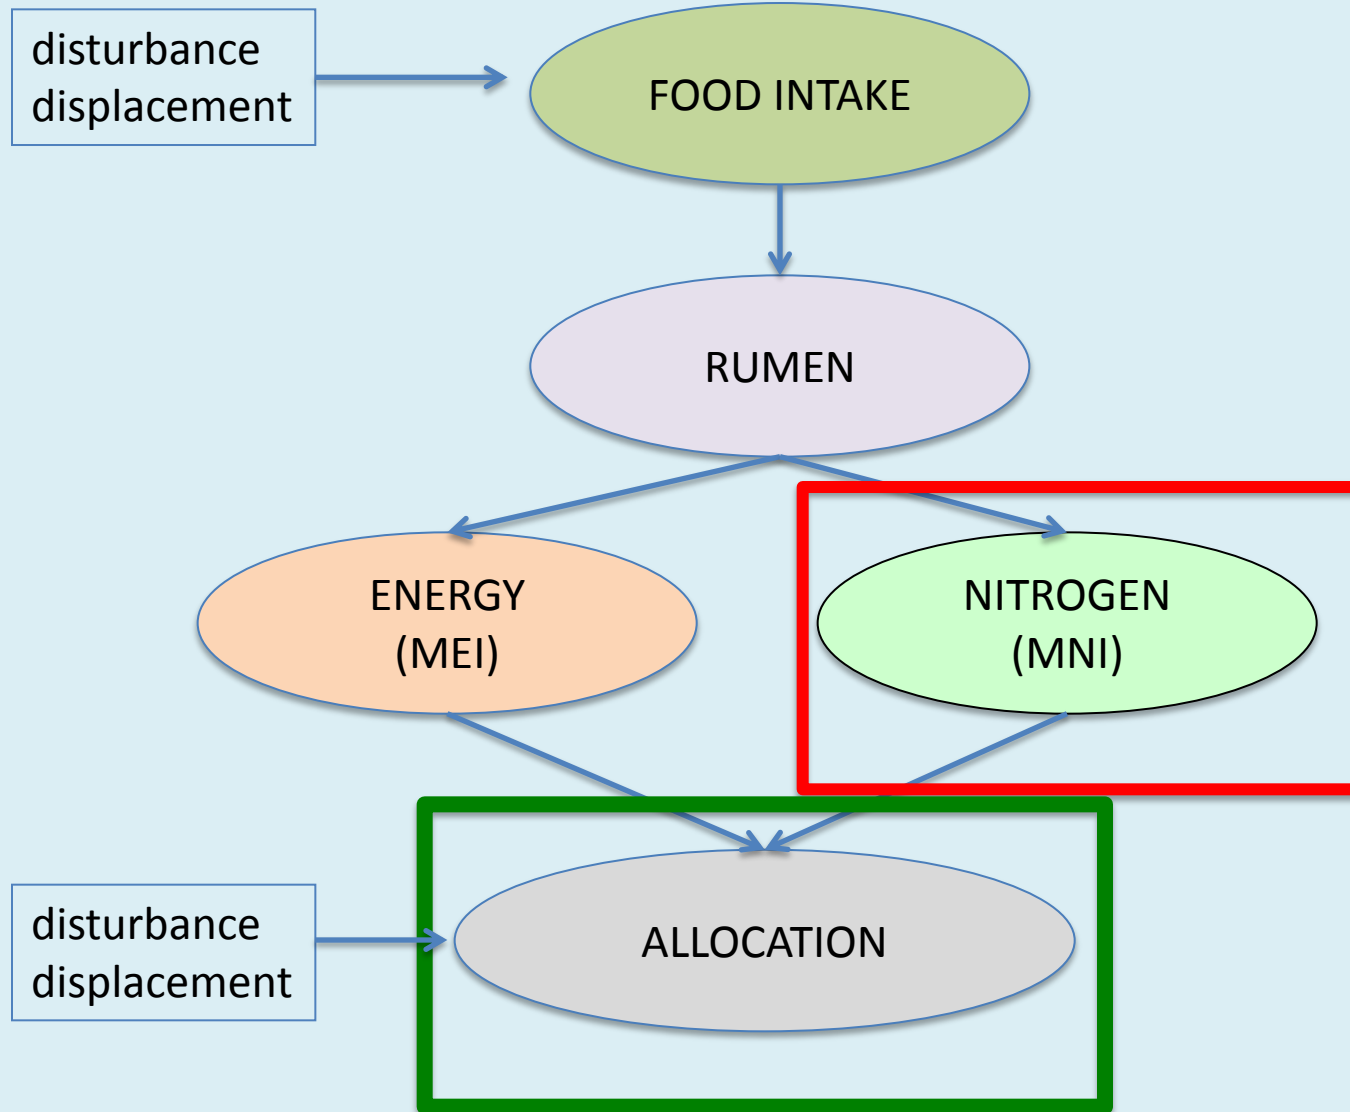 disturbance
displacement
FOOD INTAKE
RUMEN
ENERGY
(MEI)
NITROGEN
(MNI)
disturbance
displacement
ALLOCATION